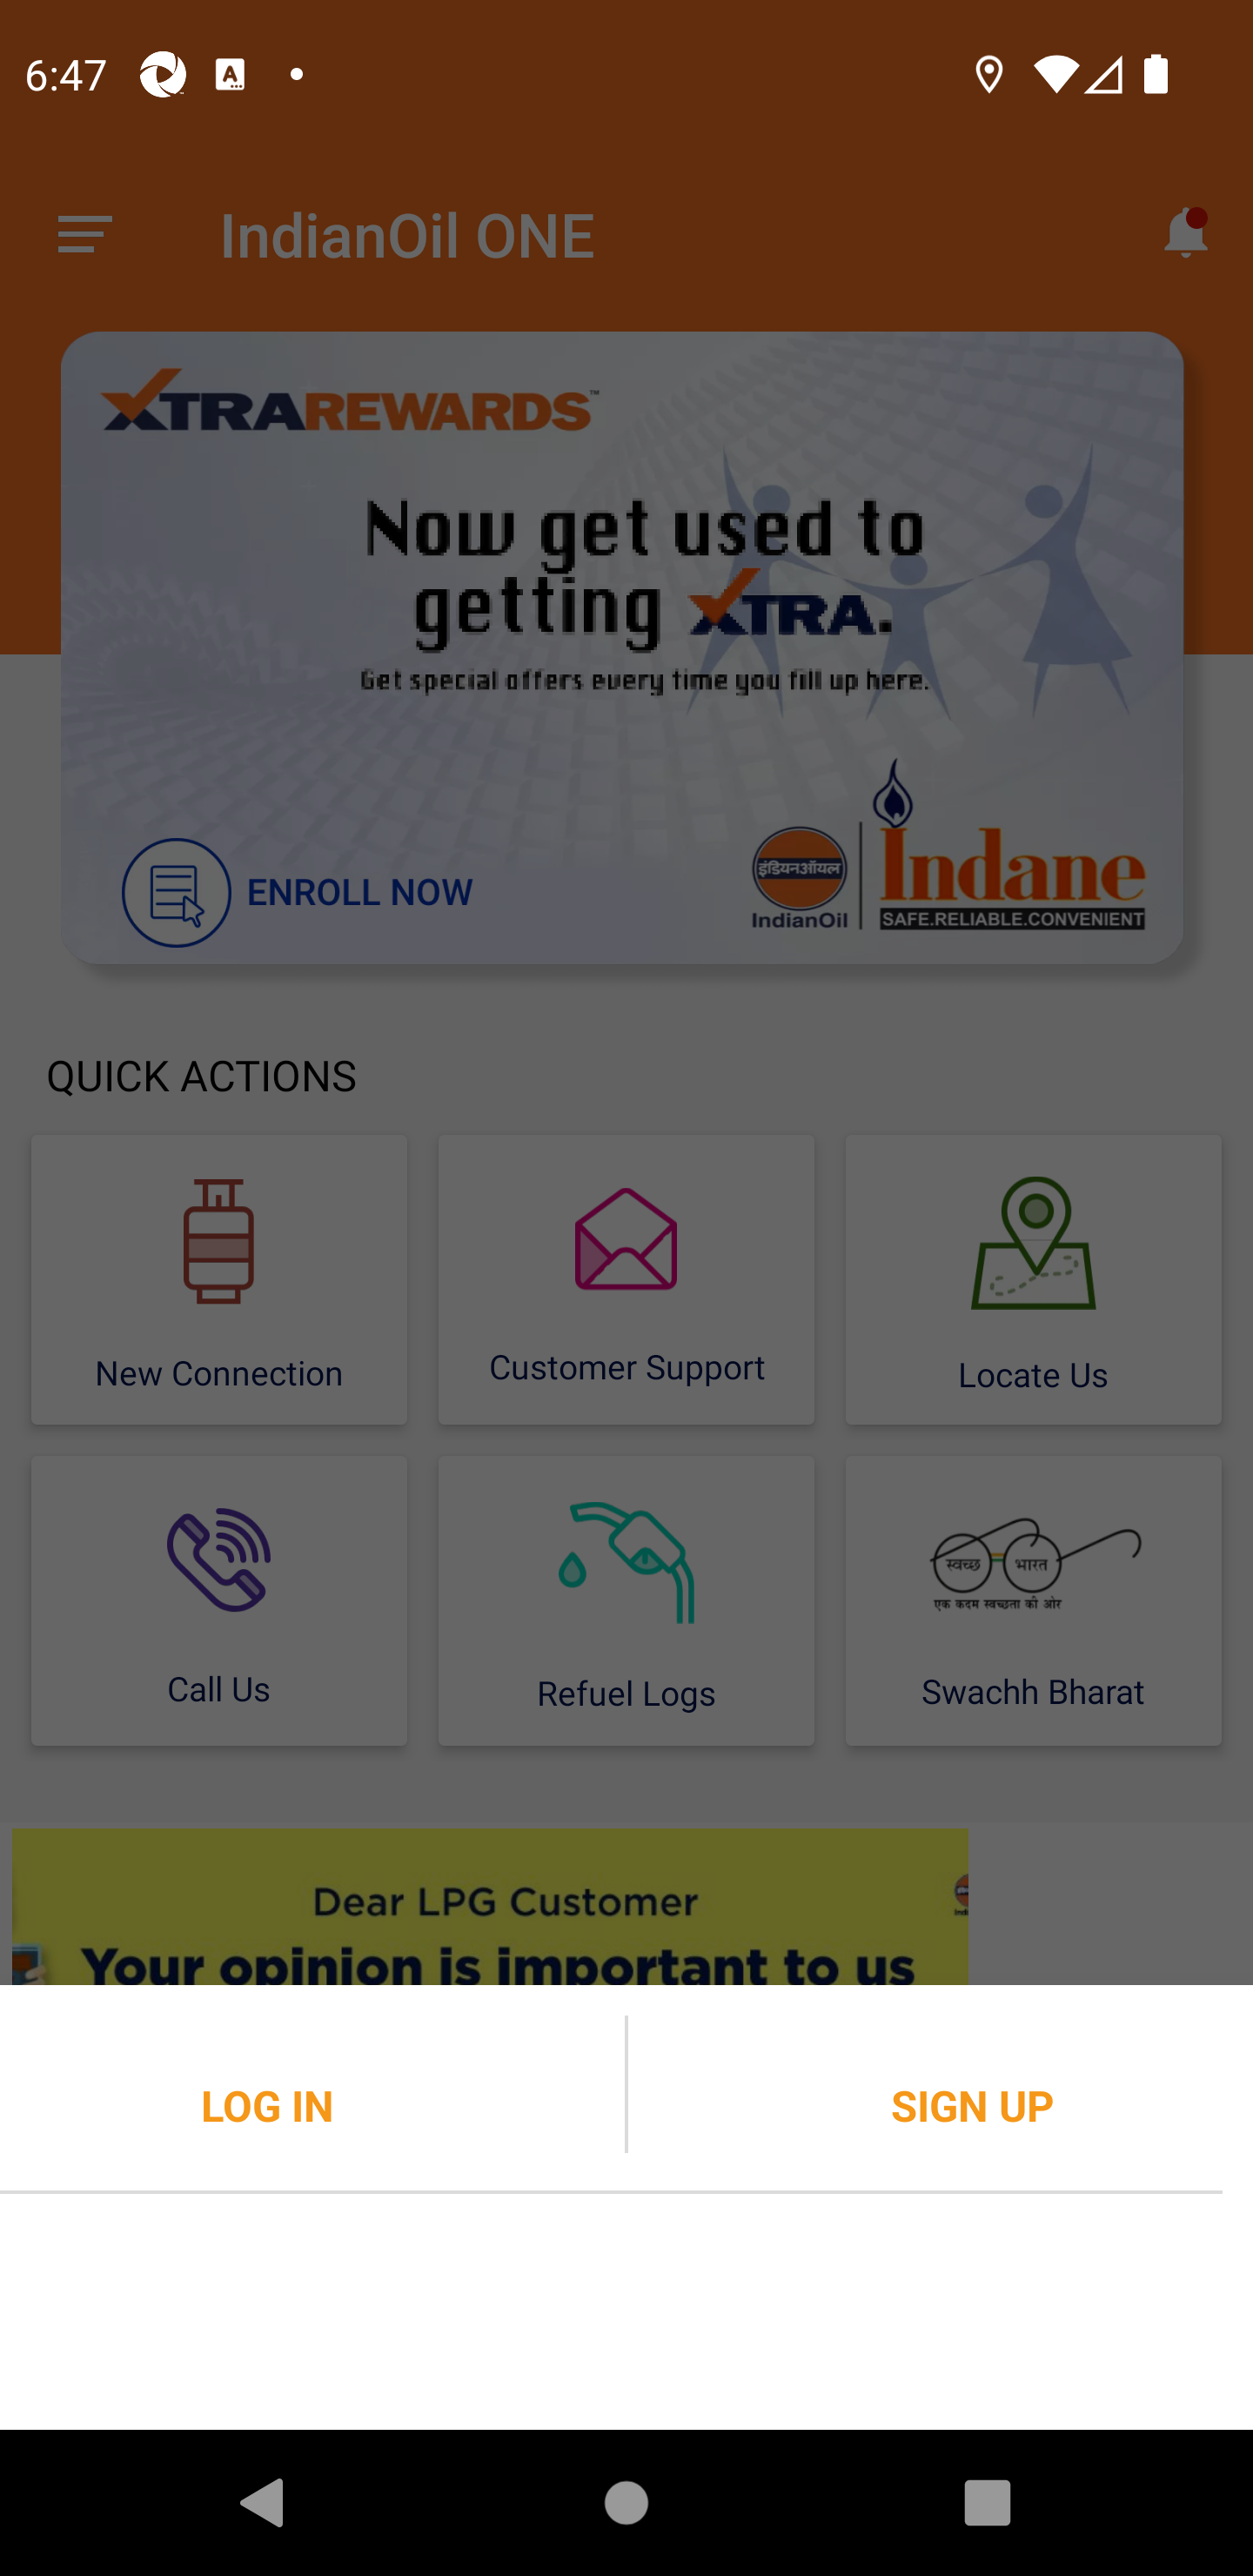 6:47
IndianOil ONE
XTRAREWARDS™
Now get used to
getting XTRA.
Get special offers every time you fill up here.
ENROLL NOW
इंडियनऑयल
IndianOil
Indane
SAFE.RELIABLE.CONVENIENT
QUICK ACTIONS
New Connection
Customer Support
Locate Us
स्वच्छ भारत
एक कदम स्वच्छता की ओर
Call Us
Refuel Logs
Swachh Bharat
Dear LPG Customer
Your opinion is important to us
LOG IN
SIGN UP